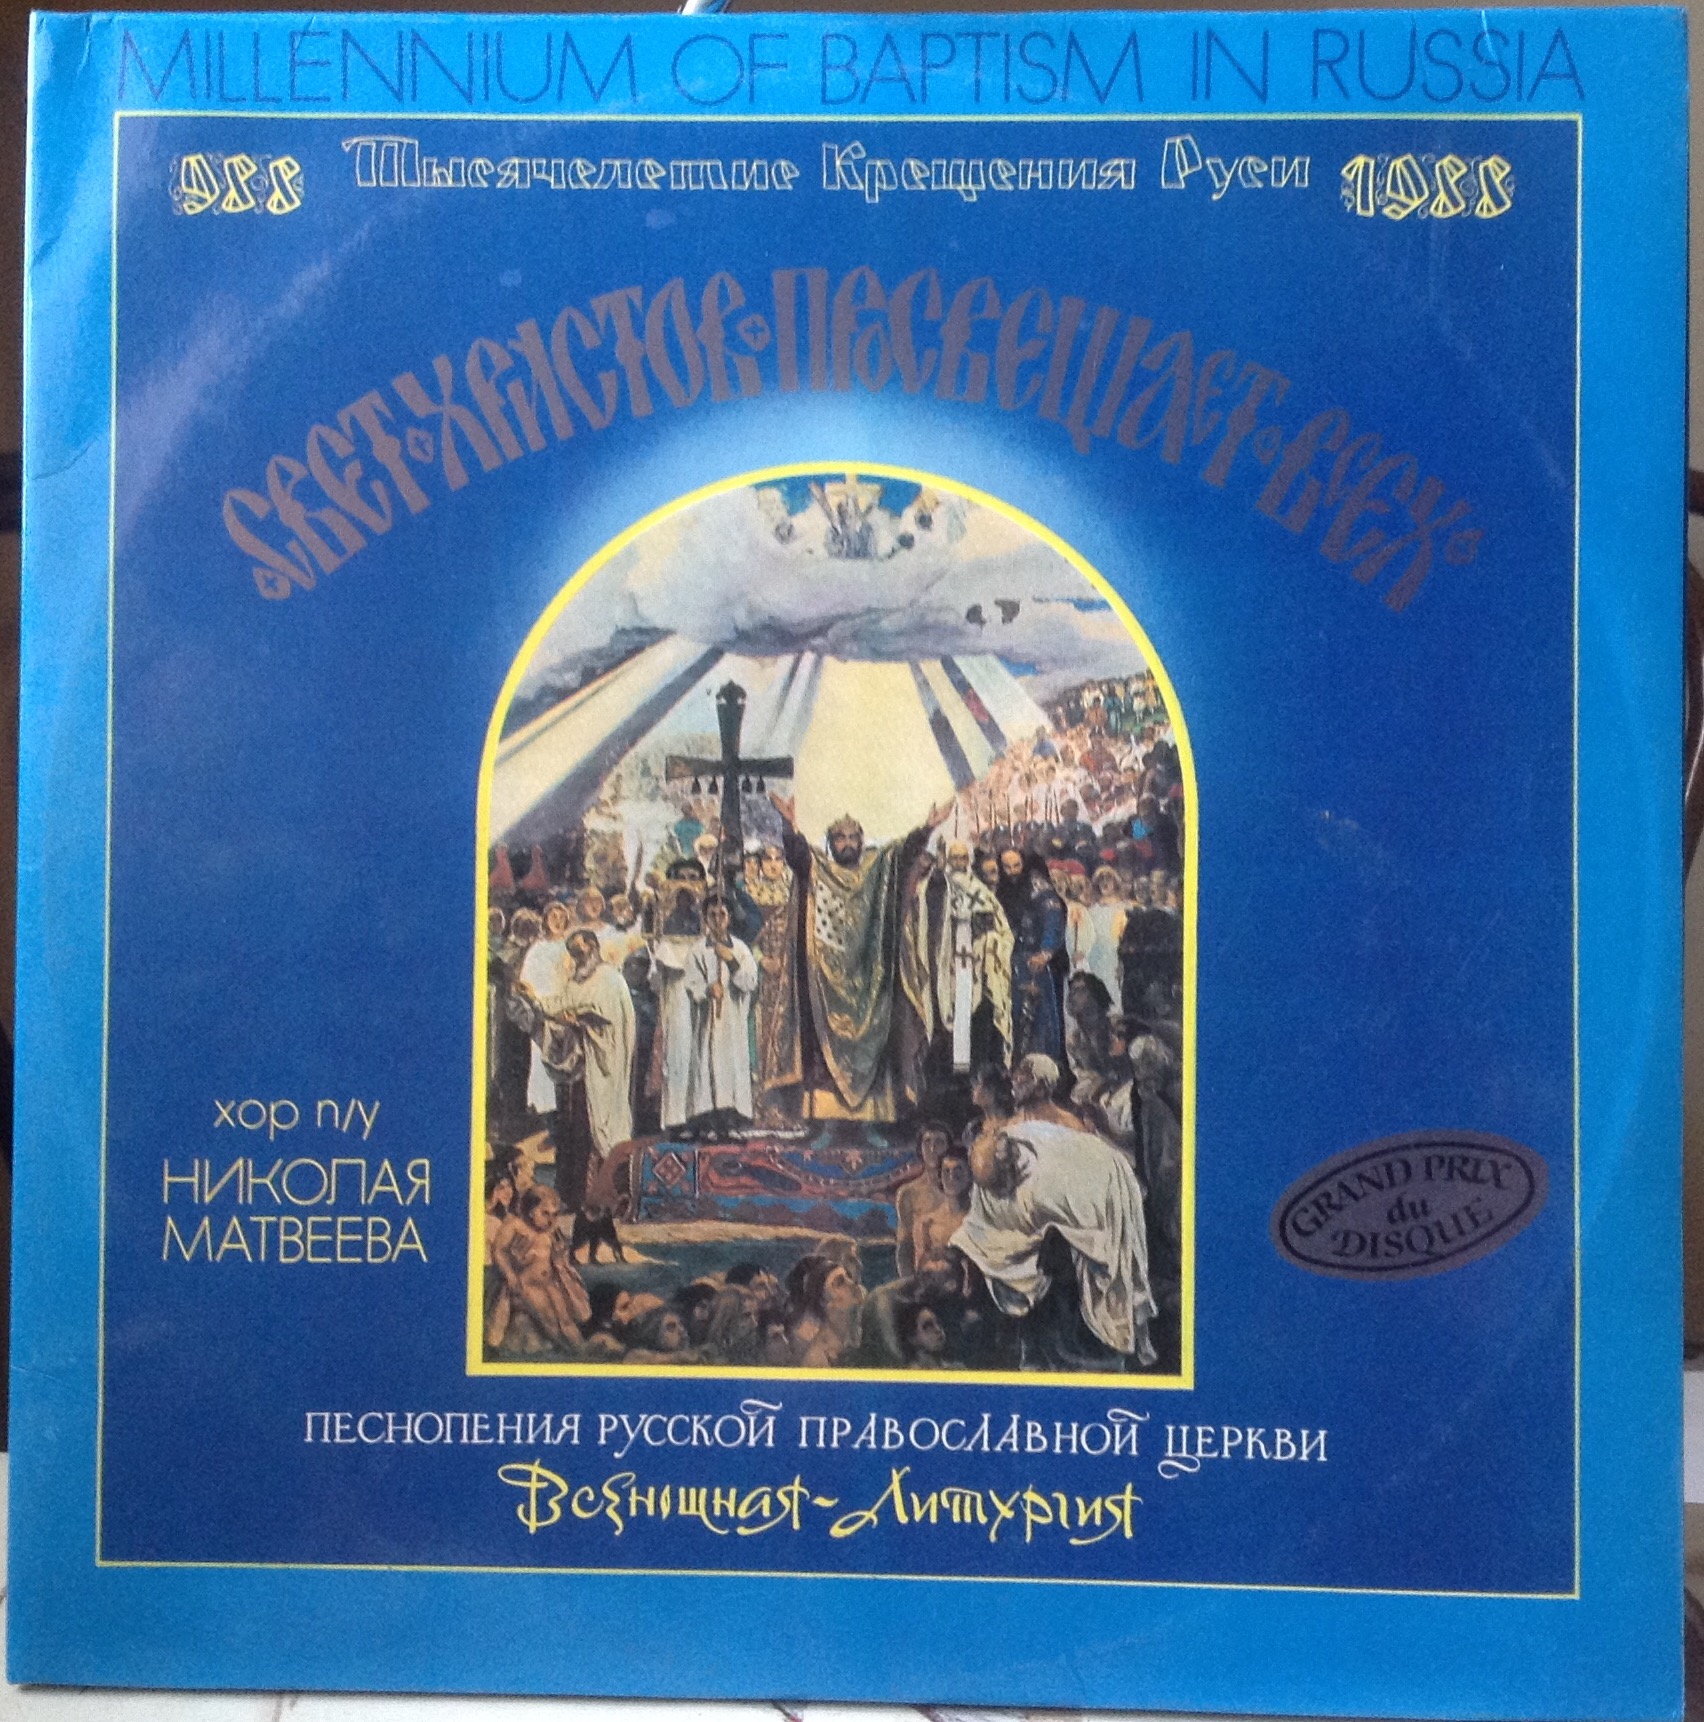 MILLENNIUM OF BAPTISM IN RUSSIA
988 Тысячелетие Крещения Руси 1988
СВЕТ·ХРИСТОВ·ПРОСВЕЩАЕТ·ВСЕХ
хор п/у
НИКОЛАЯ
МАТВЕЕВА
GRAND PRIX
du
DISQUE
ПЕСНОПЕНИЯ РУССКОЙ ПРАВОСЛАВНОЙ ЦЕРКВИ
Всенощная-Литургия